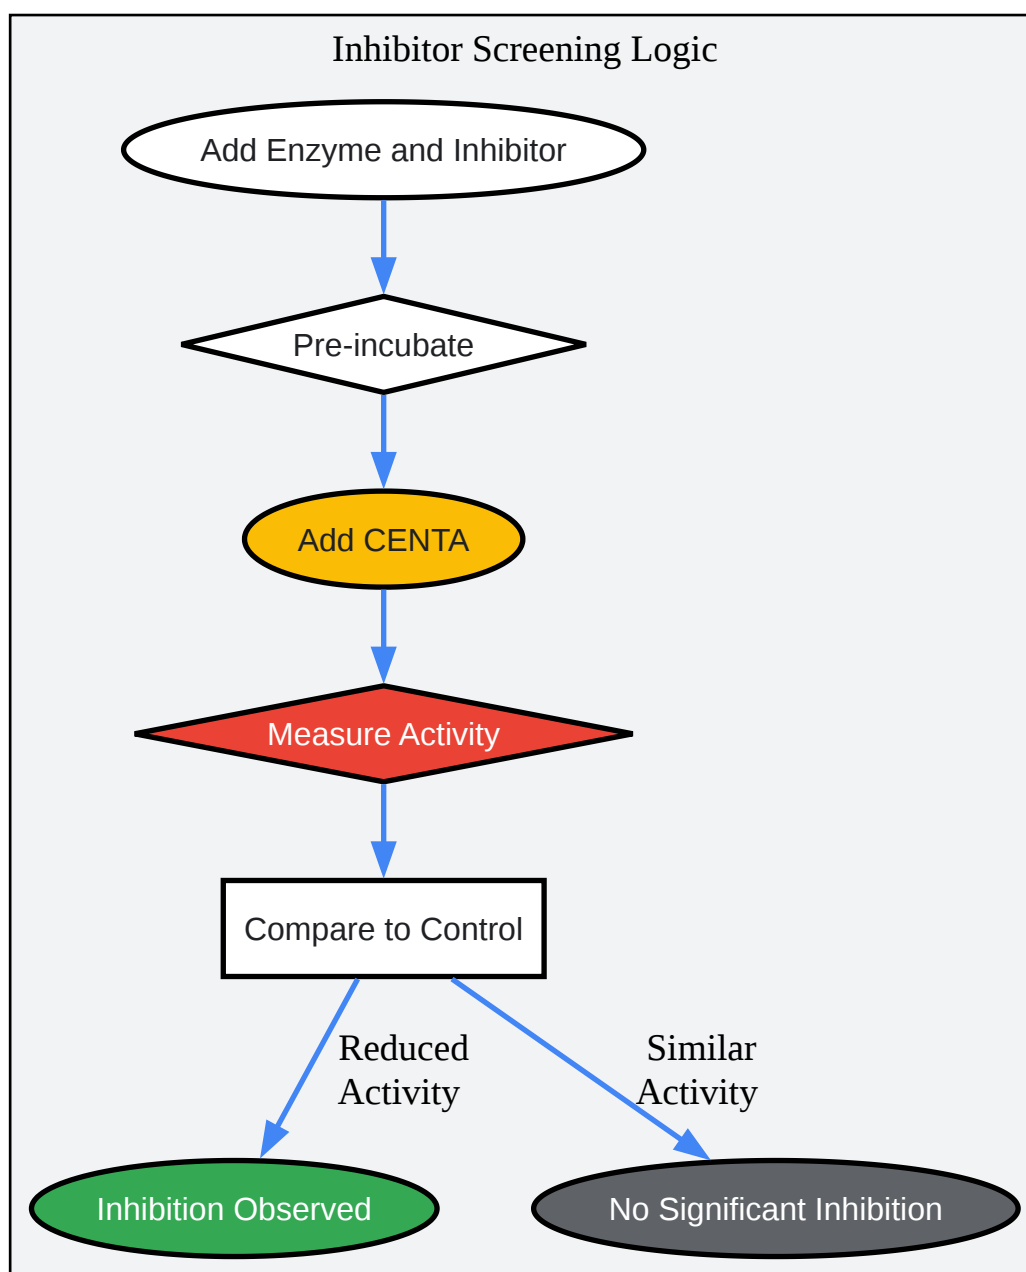 Inhibitor Screening Logic
Add Enzyme and Inhibitor
Pre-incubate
Add CENTA
Measure Activity
Compare to Control
Reduced
Activity
Similar
Activity
Inhibition Observed
No Significant Inhibition